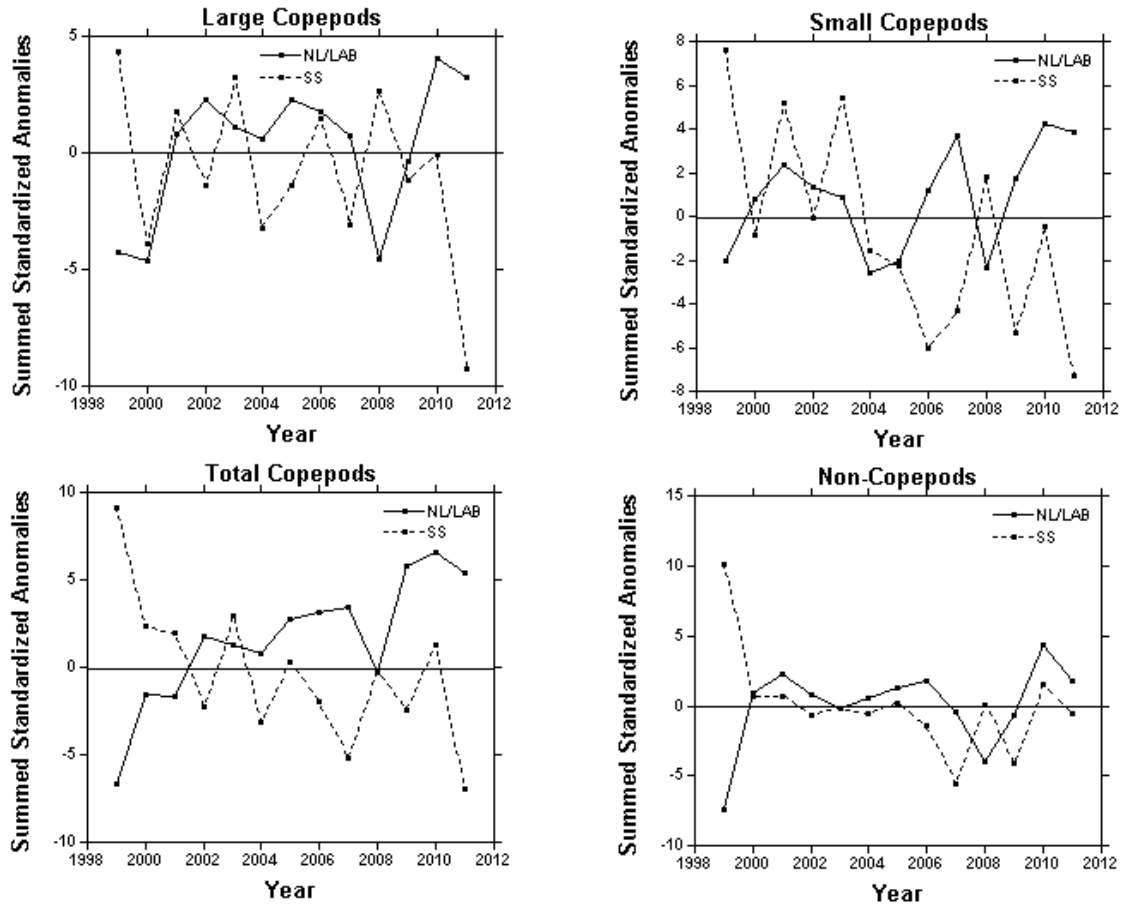 Large Copepods
Summed Standardized Anomalies
5
0
-5
-10
NL/LAB
SS
1998 2000 2002 2004 2006 2008 2010 2012
Year
Small Copepods
Summed Standardized Anomalies
8
6
4
2
0
-2
-4
-6
-8
NL/LAB
SS
1998 2000 2002 2004 2006 2008 2010 2012
Year
Total Copepods
Summed Standardized Anomalies
10
5
0
-5
-10
NL/LAB
SS
1998 2000 2002 2004 2006 2008 2010 2012
Year
Non-Copepods
Summed Standardized Anomalies
15
10
5
0
-5
-10
NL/LAB
SS
1998 2000 2002 2004 2006 2008 2010 2012
Year